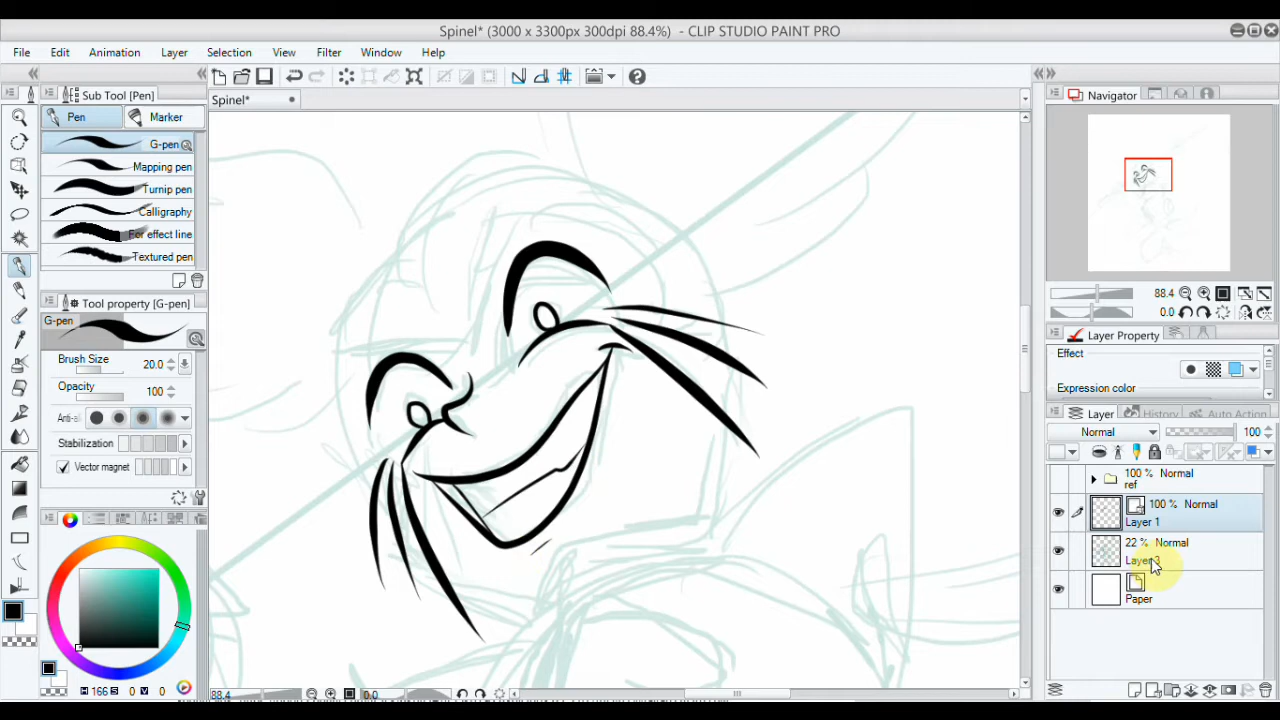 Spinel* (3000 x 3300px 300dpi 88.4%) - CLIP STUDIO PAINT PRO
File Edit Animation Layer Selection View Filter Window Help
Sub Tool [Pen]
Spinel*
Navigator
Pen Marker
G-pen
Mapping pen
Turnip pen
Calligraphy
For effect line
Textured pen
Tool property [G-pen]
G-pen
Brush Size 20.0
Opacity 100
Anti-al
Stabilization
Vector magnet
H 166 S 0 V 0
88.4
0.0
Layer Property
Effect
Expression color
Layer History Auto Action
Normal 100
100 % Normal
ref
100 % Normal
Layer 1
22 % Normal
Layer
Paper
88.4 0.0